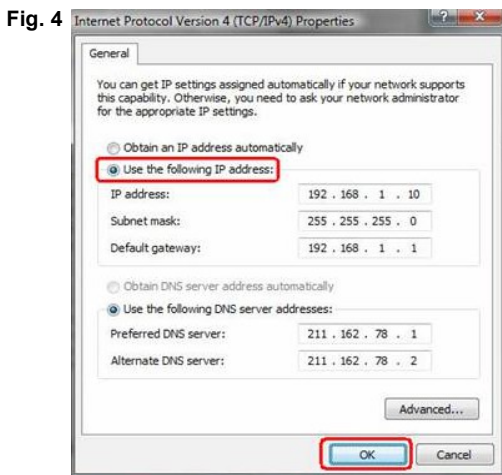 Fig. 4
Internet Protocol Version 4 (TCP/IPv4) Properties
General
You can get IP settings assigned automatically if your network supports
this capability. Otherwise, you need to ask your network administrator
for the appropriate IP settings.
Obtain an IP address automatically
Use the following IP address:
IP address: 192 . 168 . 1 . 10
Subnet mask: 255 . 255 . 255 . 0
Default gateway: 192 . 168 . 1 . 1
Obtain DNS server address automatically
Use the following DNS server addresses:
Preferred DNS server: 211 . 162 . 78 . 1
Alternate DNS server: 211 . 162 . 78 . 2
Advanced...
OK Cancel